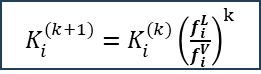 K_i^{(k+1)} = K_i^{(k)} \left( \frac{f_i^L}{f_i^V} \right)^k